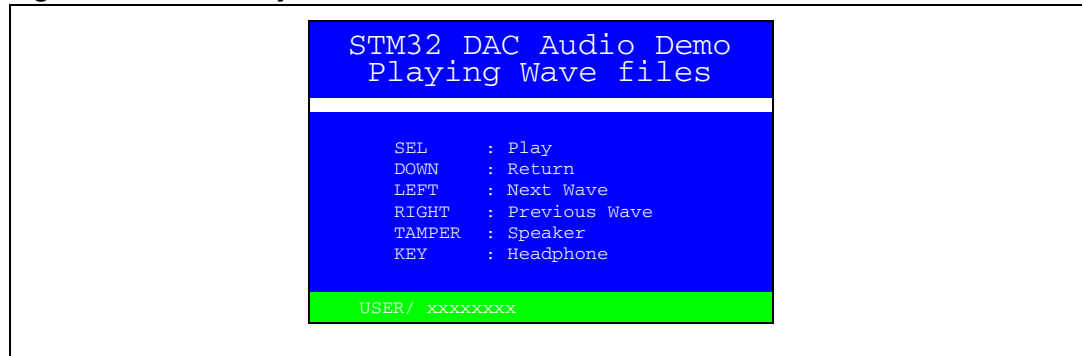 STM32 DAC Audio Demo
Playing Wave files
SEL : Play
DOWN : Return
LEFT : Next Wave
RIGHT : Previous Wave
TAMPER : Speaker
KEY : Headphone
USER/ xxxxxxxx